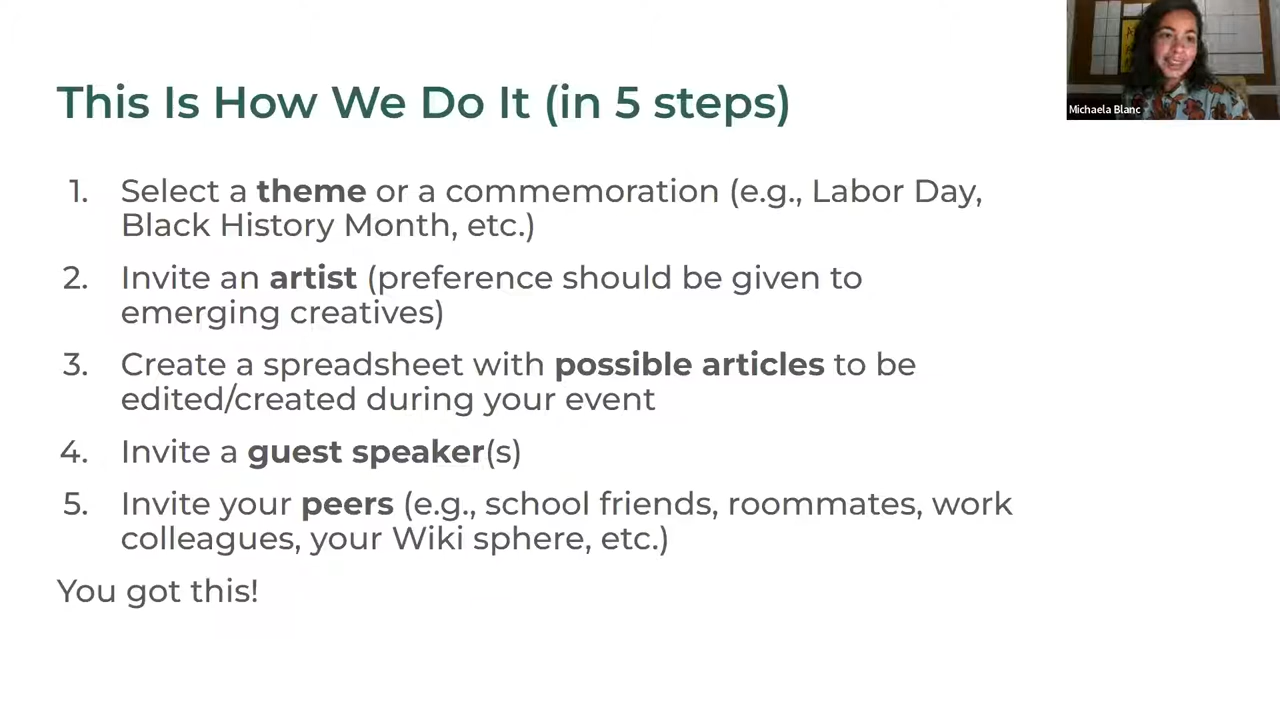 This Is How We Do It (in 5 steps)
Michaela Blanc
1. Select a theme or a commemoration (e.g., Labor Day,
Black History Month, etc.)
2. Invite an artist (preference should be given to
emerging creatives)
3. Create a spreadsheet with possible articles to be
edited/created during your event
4. Invite a guest speaker(s)
5. Invite your peers (e.g., school friends, roommates, work
colleagues, your Wiki sphere, etc.)
You got this!